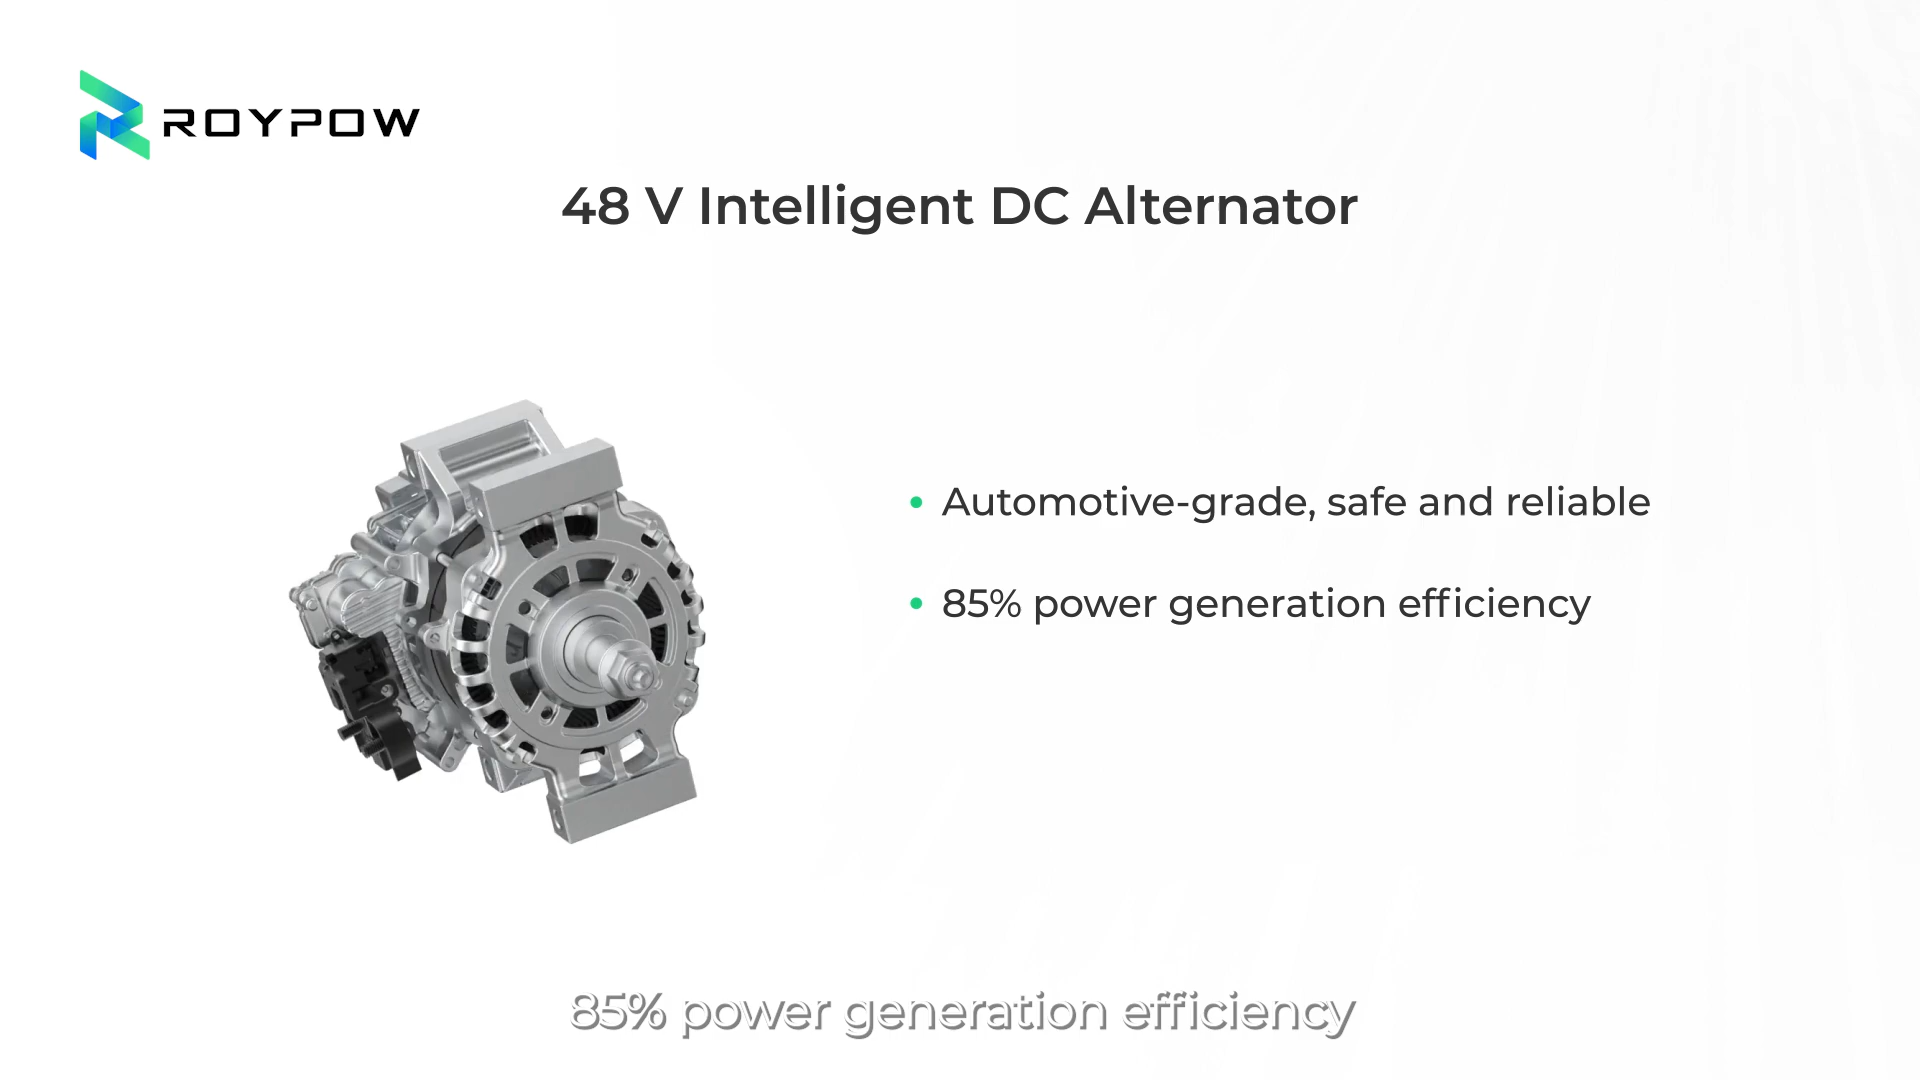 ROYPOW
48 V Intelligent DC Alternator
• Automotive-grade, safe and reliable
• 85% power generation efficiency
85% power generation efficiency